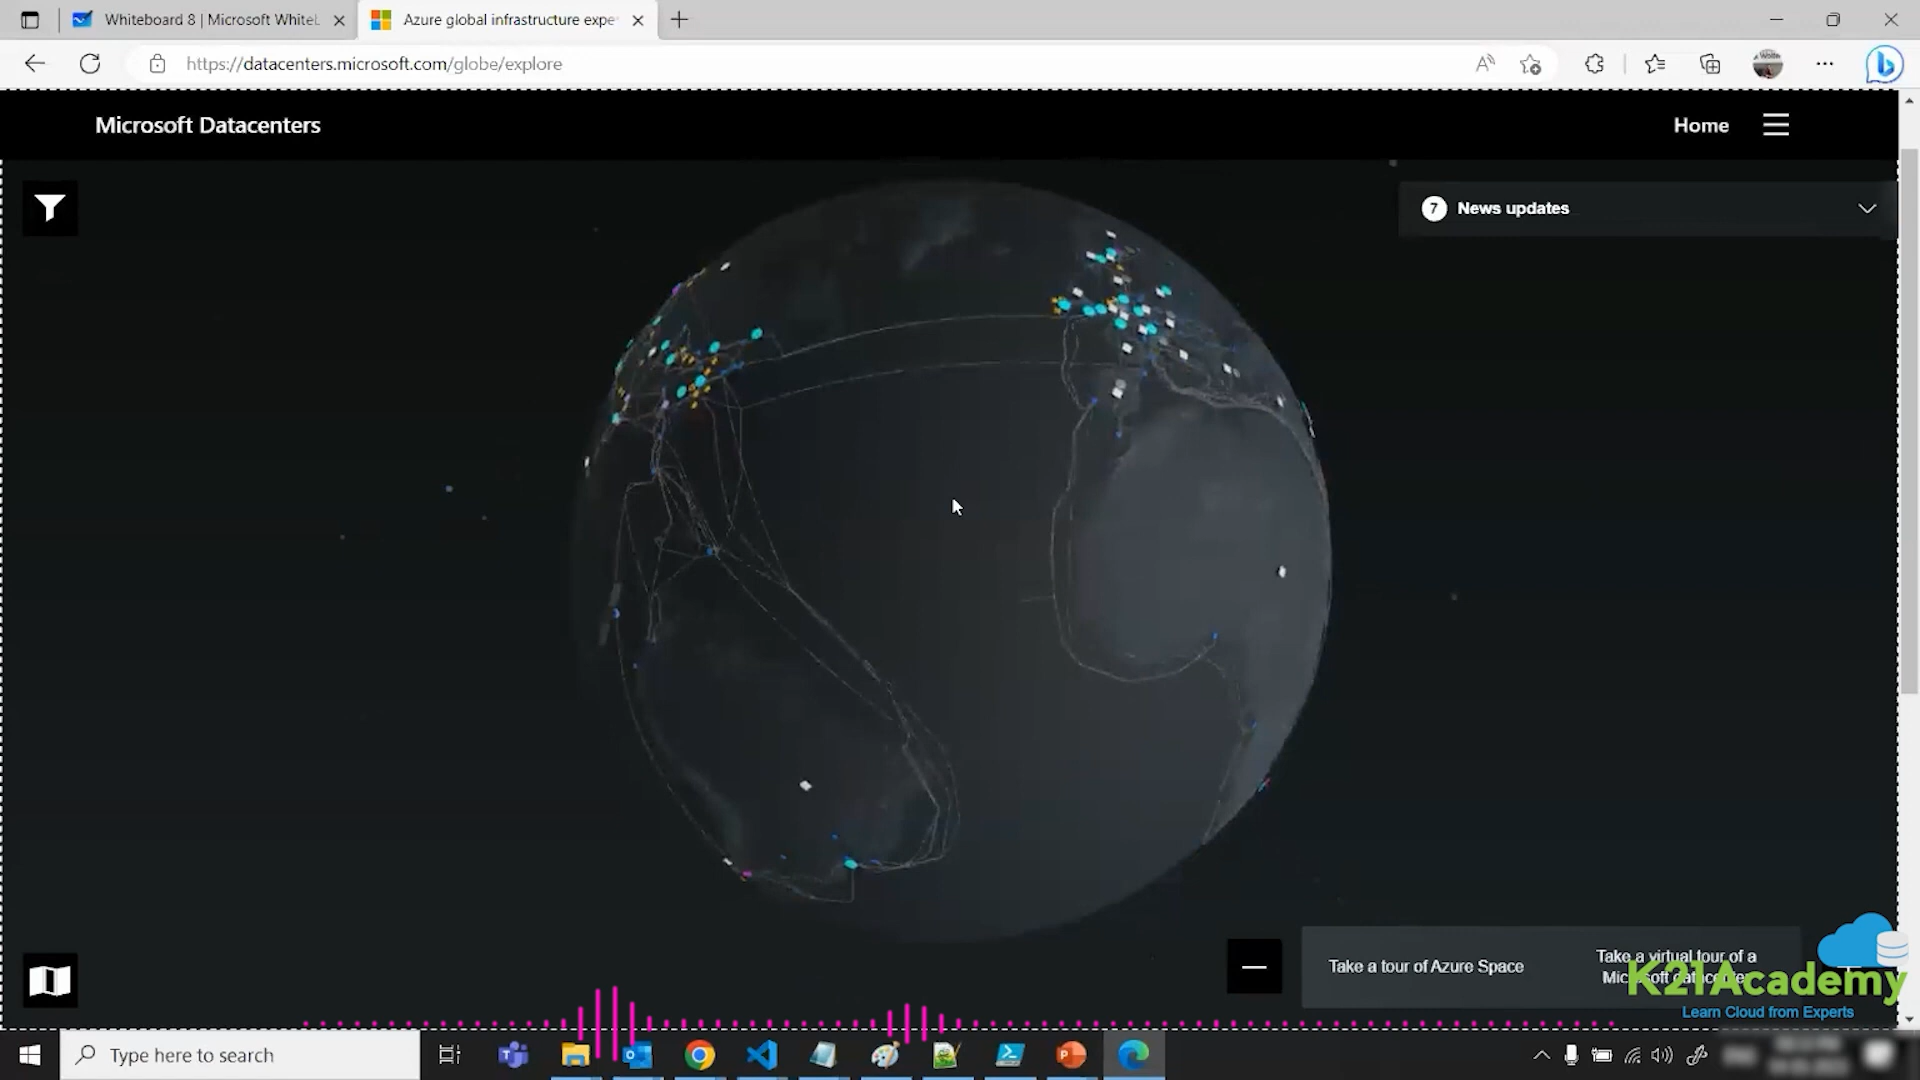 Whiteboard 8 | Microsoft White
Azure global infrastructure expe
https://datacenters.microsoft.com/globe/explore
Microsoft Datacenters
Home
7 News updates
Take a tour of Azure Space
Take a virtual tour of a
Microsoft datacenter
K21Academy
Learn Cloud from Experts
Type here to search